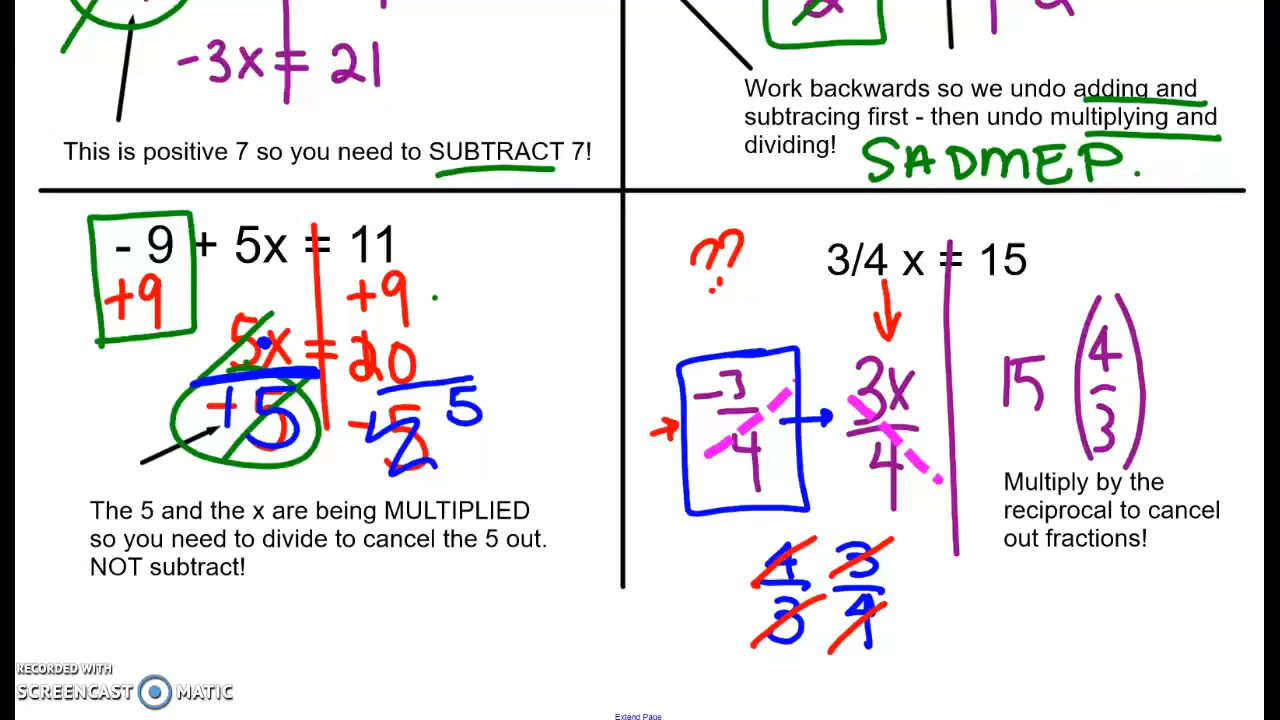 -3x = 21
This is positive 7 so you need to SUBTRACT 7!
Work backwards so we undo adding and
subtracing first - then undo multiplying and
dividing!
SADMEP.
- 9 + 5x = 11
+9 +9
5x = 20
5 5
The 5 and the x are being MULTIPLIED
so you need to divide to cancel the 5 out.
NOT subtract!
??
3/4 x = 15
-3/4 3x/4 15 (4/3)
Multiply by the
reciprocal to cancel
out fractions!
4 3
3 4
RECORDED WITH
SCREENCAST MATIC
Extend Page